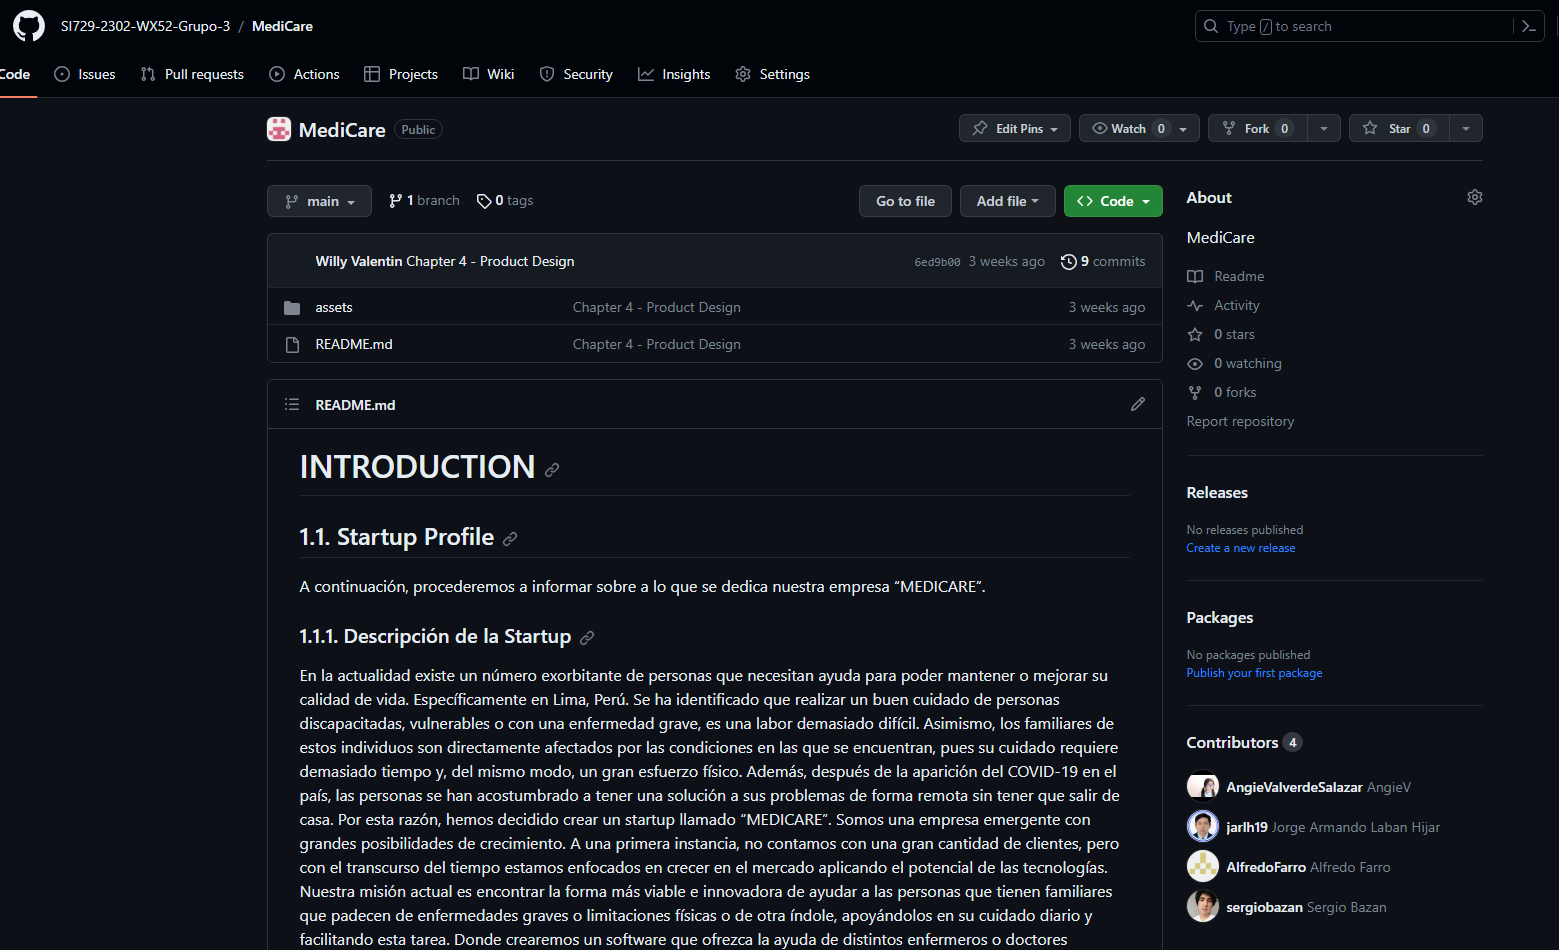 SI729-2302-WX52-Grupo-3 / MediCare
Type / to search
Code Issues Pull requests Actions Projects Wiki Security Insights Settings
MediCare Public
Edit Pins Watch 0 Fork 0 Star 0
main 1 branch 0 tags Go to file Add file <> Code
Willy Valentin Chapter 4 - Product Design 6ed9b00 3 weeks ago 9 commits
assets Chapter 4 - Product Design 3 weeks ago
README.md Chapter 4 - Product Design 3 weeks ago
README.md
INTRODUCTION
1.1. Startup Profile
A continuación, procederemos a informar sobre a lo que se dedica nuestra empresa “MEDICARE”.
1.1.1. Descripción de la Startup
En la actualidad existe un número exorbitante de personas que necesitan ayuda para poder mantener o mejorar su
calidad de vida. Específicamente en Lima, Perú. Se ha identificado que realizar un buen cuidado de personas
discapacitadas, vulnerables o con una enfermedad grave, es una labor demasiado difícil. Asimismo, los familiares de
estos individuos son directamente afectados por las condiciones en las que se encuentran, pues su cuidado requiere
demasiado tiempo y, del mismo modo, un gran esfuerzo físico. Además, después de la aparición del COVID-19 en el
país, las personas se han acostumbrado a tener una solución a sus problemas de forma remota sin tener que salir de
casa. Por esta razón, hemos decidido crear un startup llamado “MEDICARE”. Somos una empresa emergente con
grandes posibilidades de crecimiento. A una primera instancia, no contamos con una gran cantidad de clientes, pero
con el transcurso del tiempo estamos enfocados en crecer en el mercado aplicando el potencial de las tecnologías.
Nuestra misión actual es encontrar la forma más viable e innovadora de ayudar a las personas que tienen familiares
que padecen de enfermedades graves o limitaciones físicas o de otra índole, apoyándolos en su cuidado diario y
facilitando esta tarea. Donde crearemos un software que ofrezca la ayuda de distintos enfermeros o doctores
About
MediCare
Readme
Activity
0 stars
0 watching
0 forks
Report repository
Releases
No releases published
Create a new release
Packages
No packages published
Publish your first package
Contributors 4
AngieValverdeSalazar AngieV
jarlh19 Jorge Armando Laban Hijar
AlfredoFarro Alfredo Farro
sergiobazan Sergio Bazan